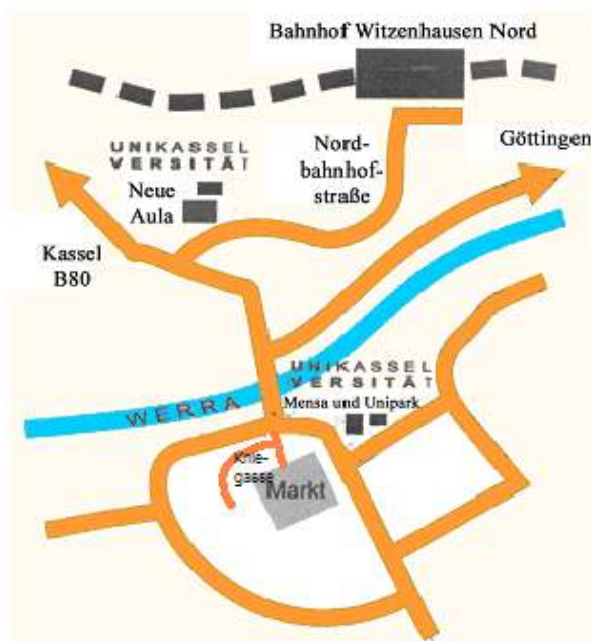 Bahnhof Witzenhausen Nord
Nord-
bahnhof-
straße
Göttingen
UNIKASSEL
VERSITÄT
Neue
Aula
Kassel
B80
UNIKASSEL
VERSITÄT
Mensa und Unipark
WERRA
Knie-
gasse
Markt